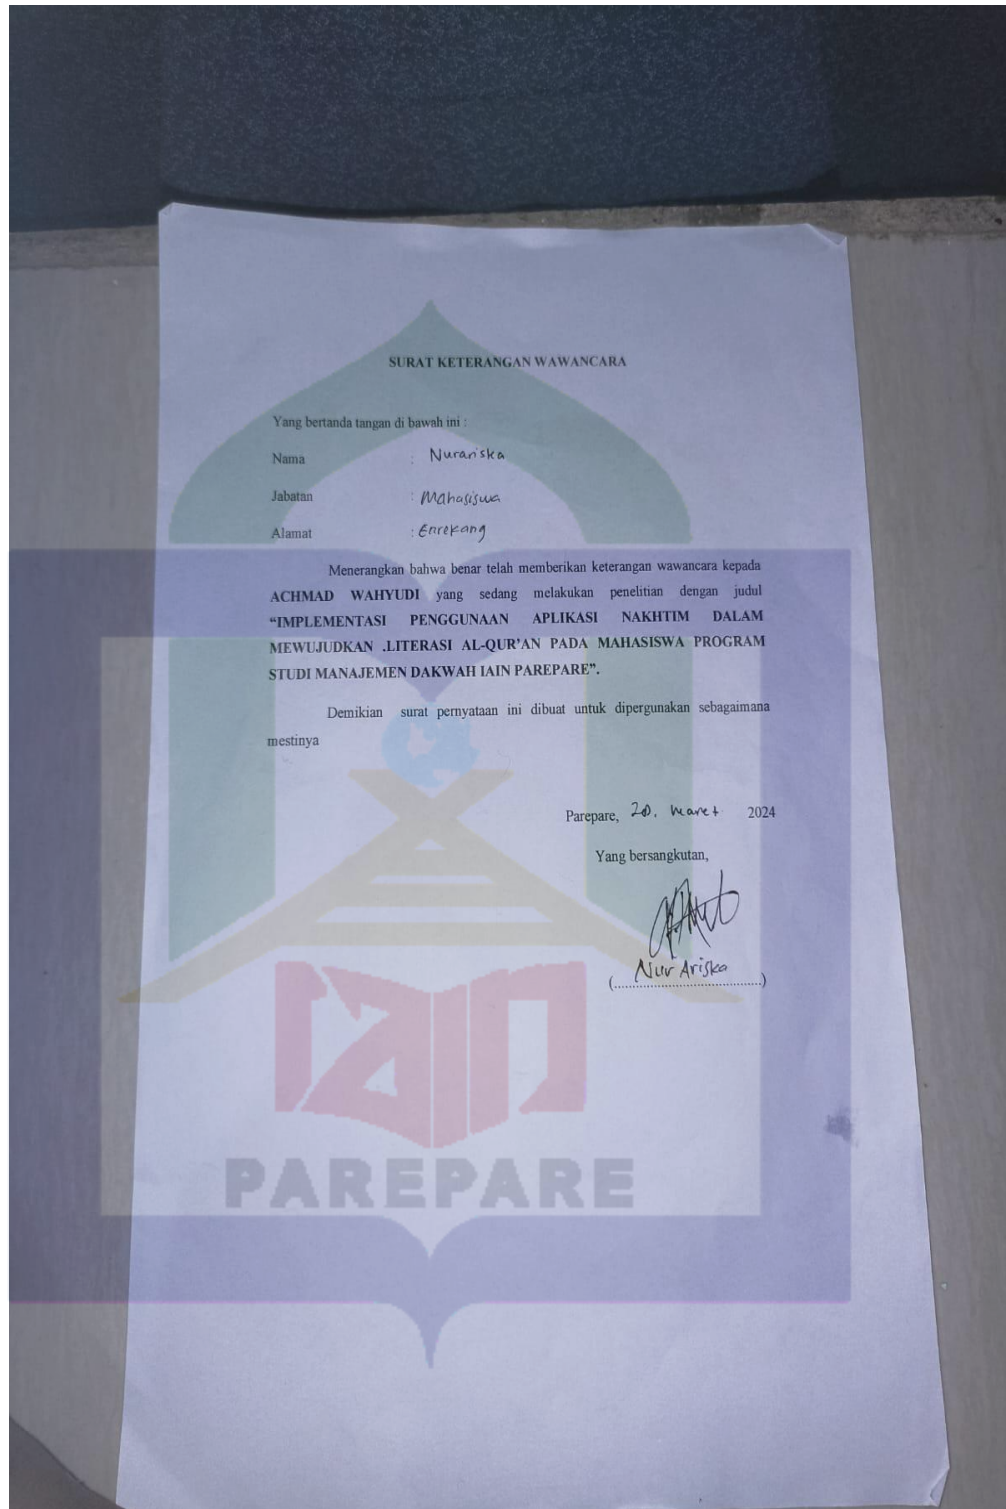 SURAT KETERANGAN WAWANCARA
Yang bertanda tangan di bawah ini :
Nama : Nurariska
Jabatan : Mahasiswa
Alamat : Enrekang
Menerangkan bahwa benar telah memberikan keterangan wawancara kepada
ACHMAD WAHYUDI yang sedang melakukan penelitian dengan judul
“IMPLEMENTASI PENGGUNAAN APLIKASI NAKHTIM DALAM
MEWUJUDKAN .LITERASI AL-QUR’AN PADA MAHASISWA PROGRAM
STUDI MANAJEMEN DAKWAH IAIN PAREPARE”.
Demikian surat pernyataan ini dibuat untuk dipergunakan sebagaimana
mestinya
Parepare, 20. Maret 2024
Yang bersangkutan,
Nur Ariska
(.....................................)
iain
PAREPARE